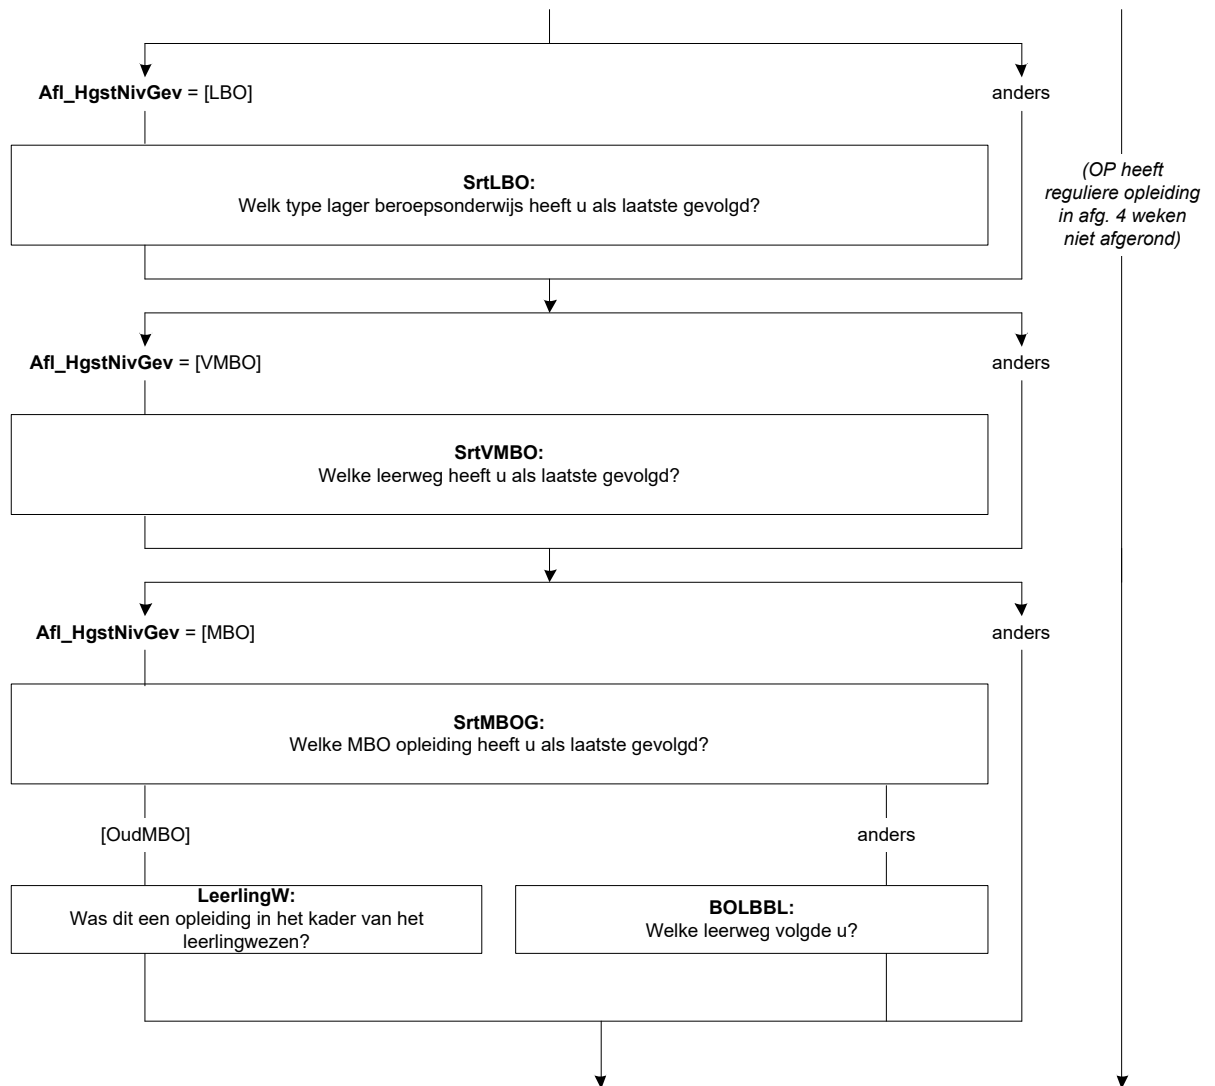 Afl_HgstNivGev = [LBO]
anders
SrtLBO:
Welk type lager beroepsonderwijs heeft u als laatste gevolgd?
(OP heeft
reguliere opleiding
in afg. 4 weken
niet afgerond)
Afl_HgstNivGev = [VMBO]
anders
SrtVMBO:
Welke leerweg heeft u als laatste gevolgd?
Afl_HgstNivGev = [MBO]
anders
SrtMBOG:
Welke MBO opleiding heeft u als laatste gevolgd?
[OudMBO]
anders
LeerlingW:
Was dit een opleiding in het kader van het
leerlingwezen?
BOLBBL:
Welke leerweg volgde u?